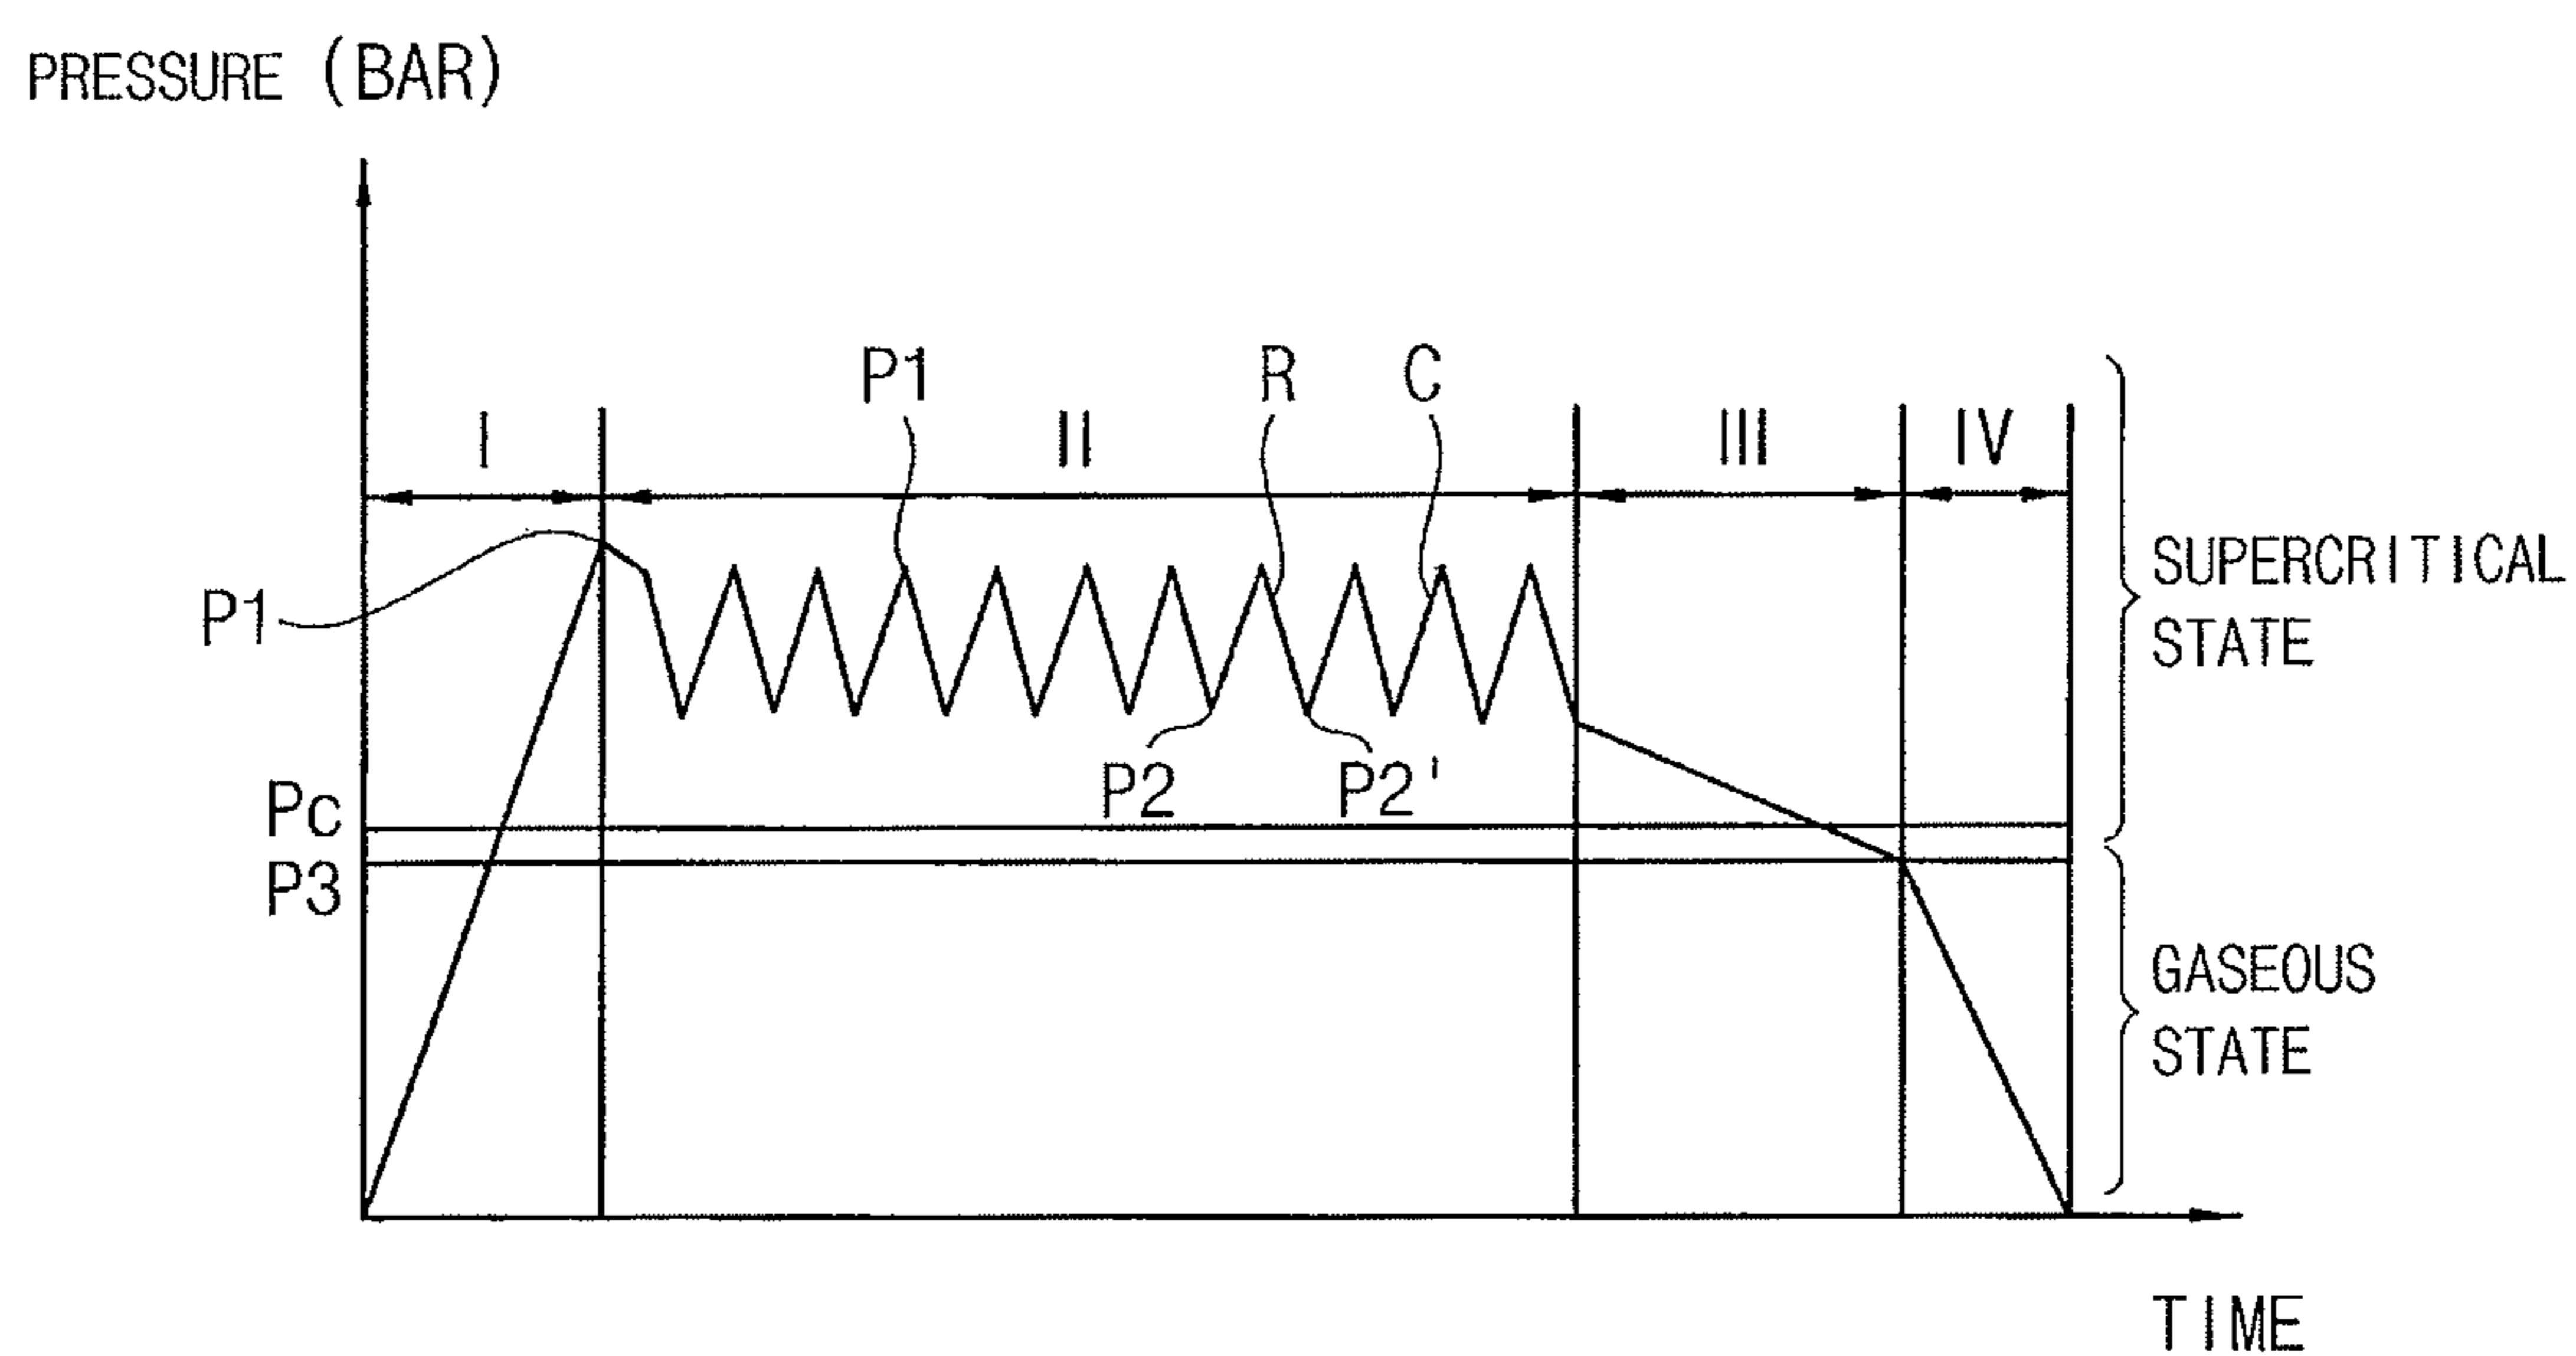 PRESSURE (BAR)
P1 R C
I II III IV
P1
SUPERCRITICAL
STATE
P2 P2'
Pc
P3
GASEOUS
STATE
TIME